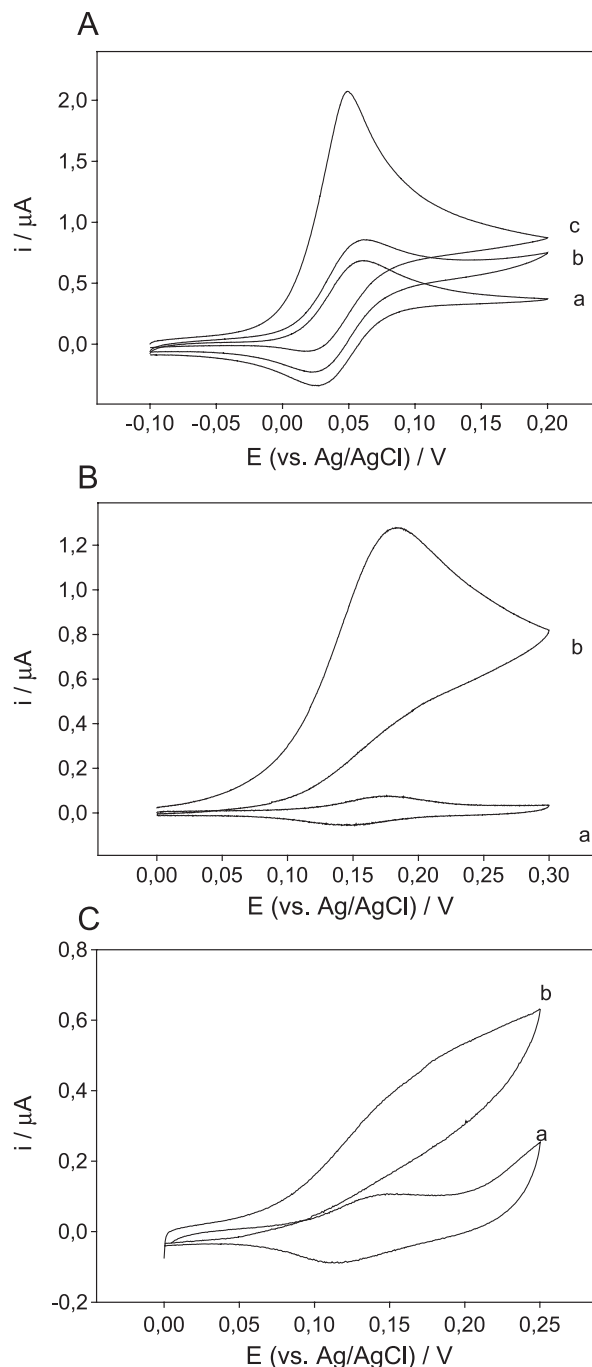 A
2,0
1,5
1,0
0,5
0,0
i / μA
c
b
a
-0,10 -0,05 0,00 0,05 0,10 0,15 0,20
E (vs. Ag/AgCl) / V
B
1,2
1,0
0,8
0,6
0,4
0,2
0,0
i / μA
b
a
0,00 0,05 0,10 0,15 0,20 0,25 0,30
E (vs. Ag/AgCl) / V
C
0,8
0,6
0,4
0,2
0,0
-0,2
i / μA
b
a
0,00 0,05 0,10 0,15 0,20 0,25
E (vs. Ag/AgCl) / V